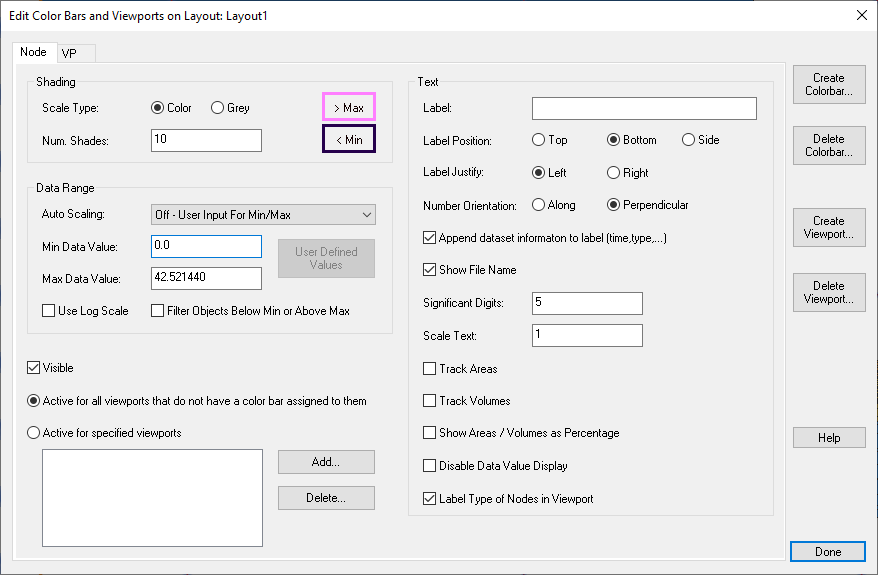 Edit Color Bars and Viewports on Layout: Layout1
Node
VP
Shading
Scale Type:
Color
Grey
> Max
Num. Shades:
10
< Min
Data Range
Auto Scaling:
Off - User Input For Min/Max
Min Data Value:
0.0
User Defined
Values
Max Data Value:
42.521440
Use Log Scale
Filter Objects Below Min or Above Max
Visible
Active for all viewports that do not have a color bar assigned to them
Active for specified viewports
Add...
Delete...
Text
Label:
Label Position:
Top
Bottom
Side
Label Justify:
Left
Right
Number Orientation:
Along
Perpendicular
Append dataset informaton to label (time,type,...)
Show File Name
Significant Digits:
5
Scale Text:
1
Track Areas
Track Volumes
Show Areas / Volumes as Percentage
Disable Data Value Display
Label Type of Nodes in Viewport
Create
Colorbar...
Delete
Colorbar...
Create
Viewport...
Delete
Viewport...
Help
Done